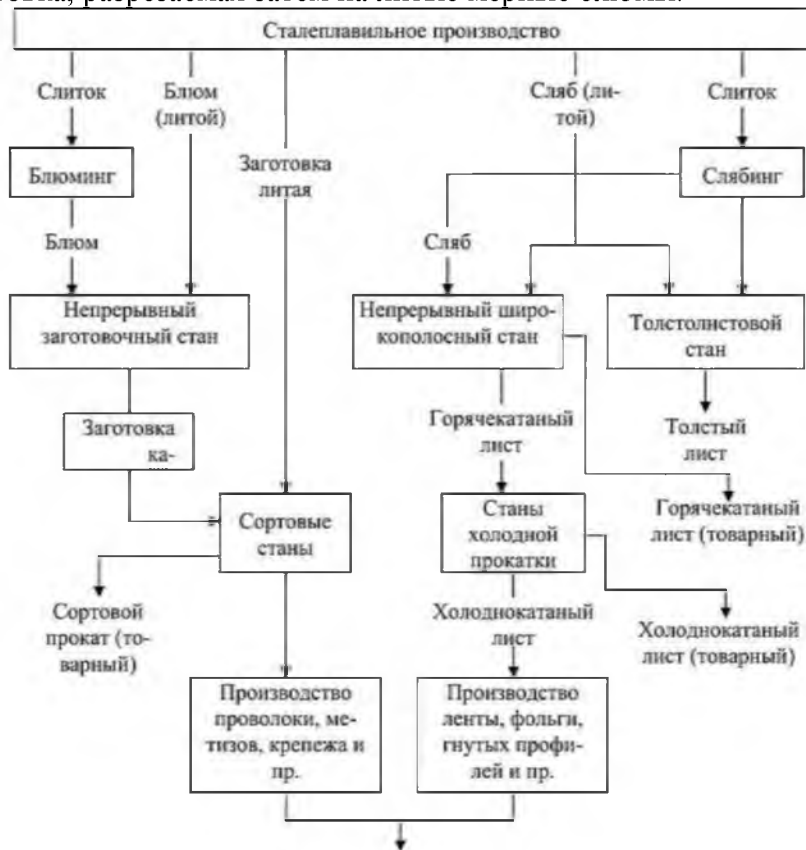 разрезаемая затем на
Сталеплавильное производство
Слиток
Блюм
(литой)
Сляб (ли-
той)
Слиток
Блюминг
Заготовка
литая
Слябинг
Блюм
Сляб
Непрерывный
заготовочный стан
Непрерывный широ-
кополосный стан
Толстолистовой
стан
Заготовка
ка-
Горячекатаный
лист
Толстый
лист
Сортовые
станы
Станы
холодной
прокатки
Горячекатаный
лист (товарный)
Сортовой
прокат (то-
варный)
Холоднокатаный
лист
Холоднокатаный
лист (товарный)
Производство
проволоки, ме-
тизов, крепежа и
пр.
Производство
ленты, фольги,
гнутых профи-
лей и пр.